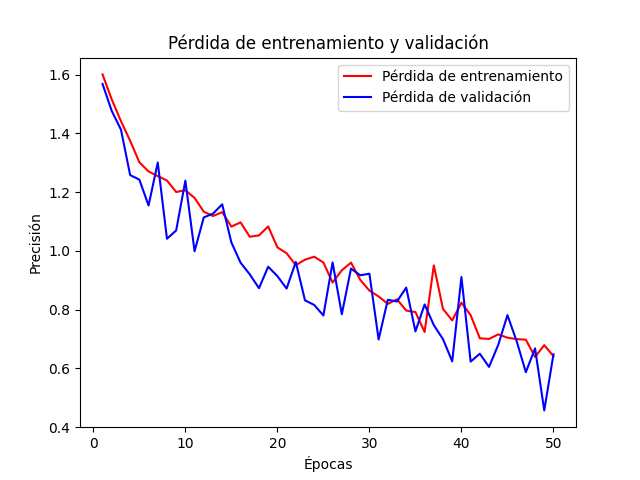 Pérdida de entrenamiento y validación
Pérdida de entrenamiento
Pérdida de validación
Precisión
1.6
1.4
1.2
1.0
0.8
0.6
0.4
0
10
20
30
40
50
Épocas